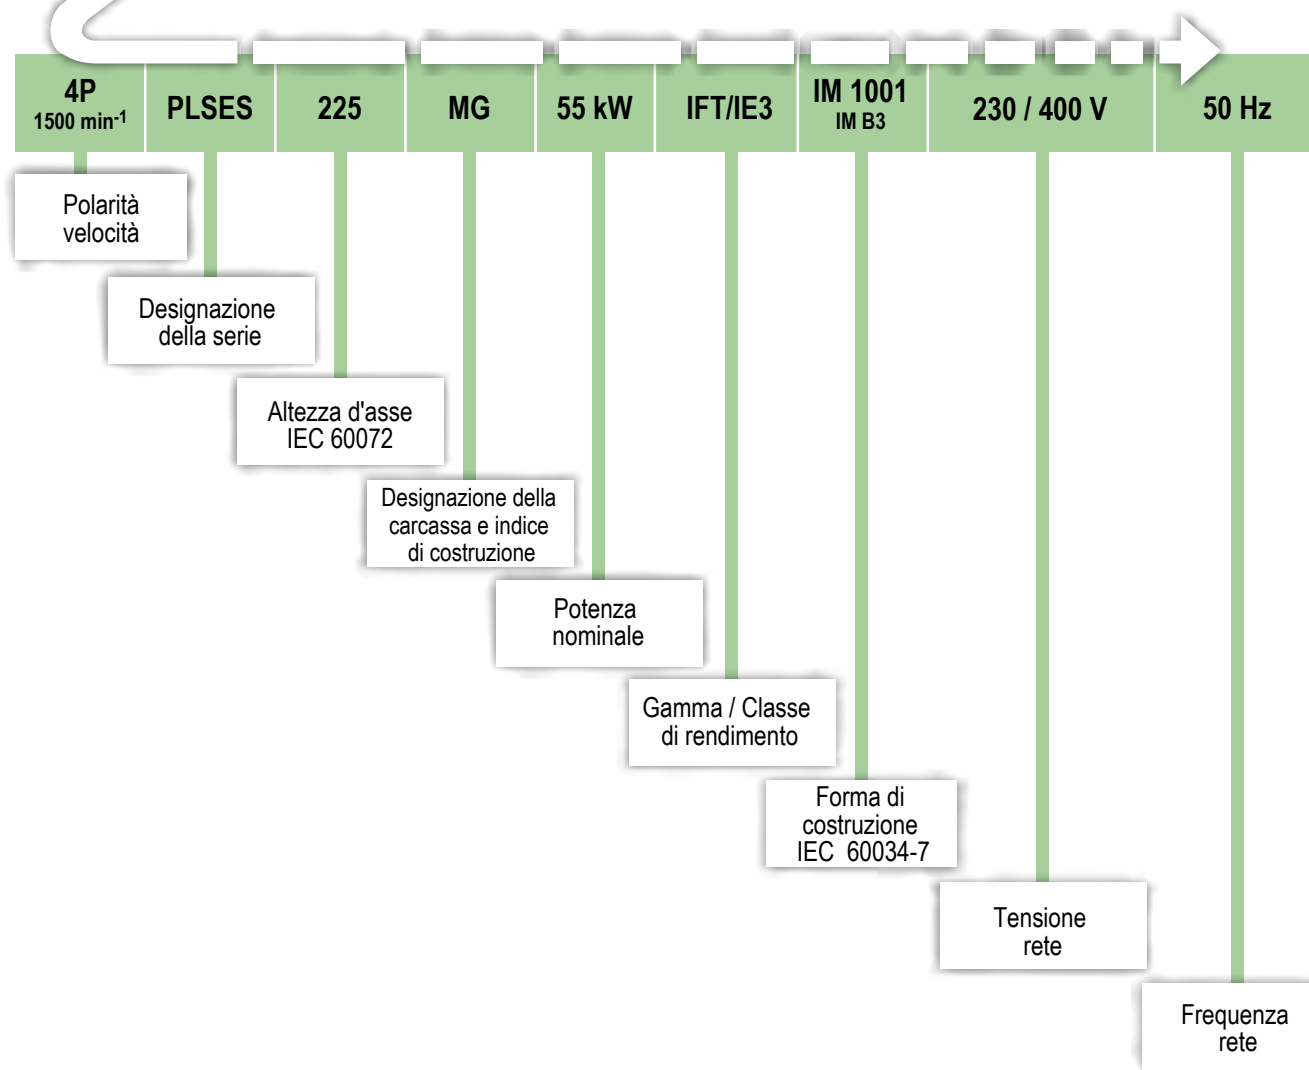 4P
1500 min-1
PLSES
225
MG
55 kW
IFT/IE3
IM 1001
IM B3
230 / 400 V
50 Hz
Polarità
velocità
Designazione
della serie
Altezza d'asse
IEC 60072
Designazione della
carcassa e indice
di costruzione
Potenza
nominale
Gamma / Classe
di rendimento
Forma di
costruzione
IEC 60034-7
Tensione
rete
Frequenza
rete